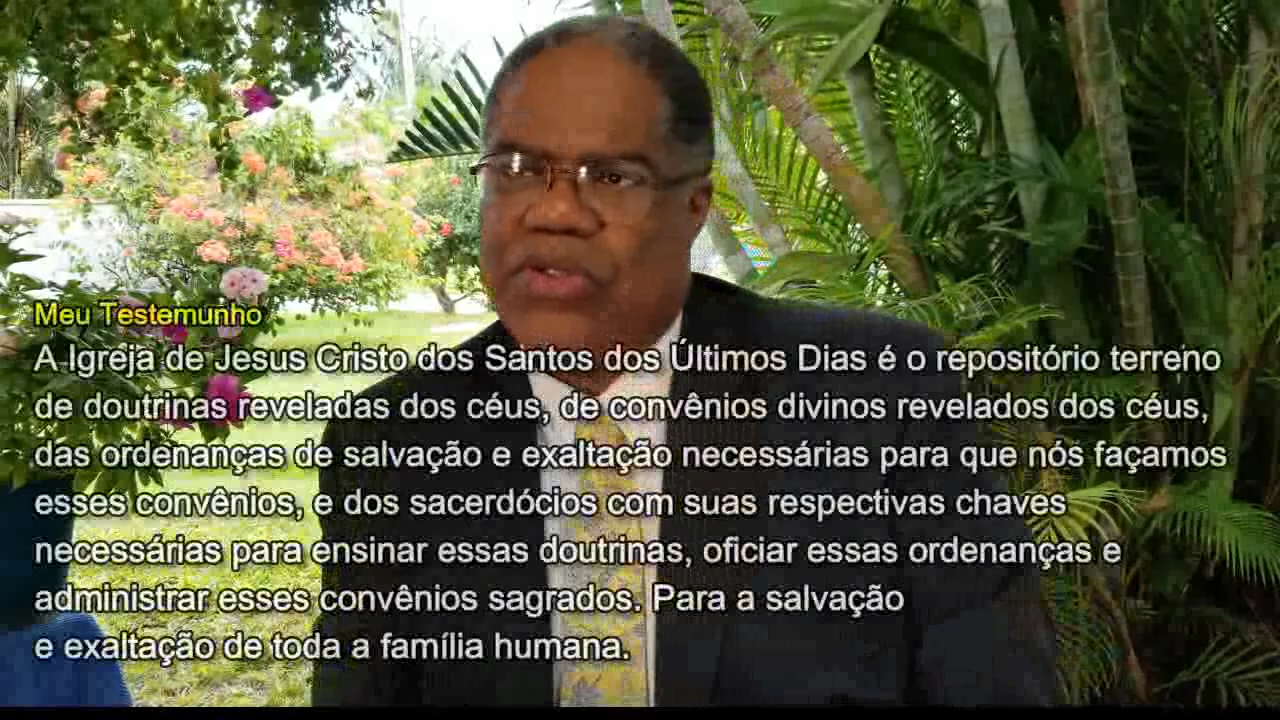 Meu Testemunho
A Igreja de Jesus Cristo dos Santos dos Últimos Dias é o repositório terreno
de doutrinas reveladas dos céus, de convênios divinos revelados dos céus,
das ordenanças de salvação e exaltação necessárias para que nós façamos
esses convênios, e dos sacerdócios com suas respectivas chaves
necessárias para ensinar essas doutrinas, oficiar essas ordenanças e
administrar esses convênios sagrados. Para a salvação
e exaltação de toda a família humana.